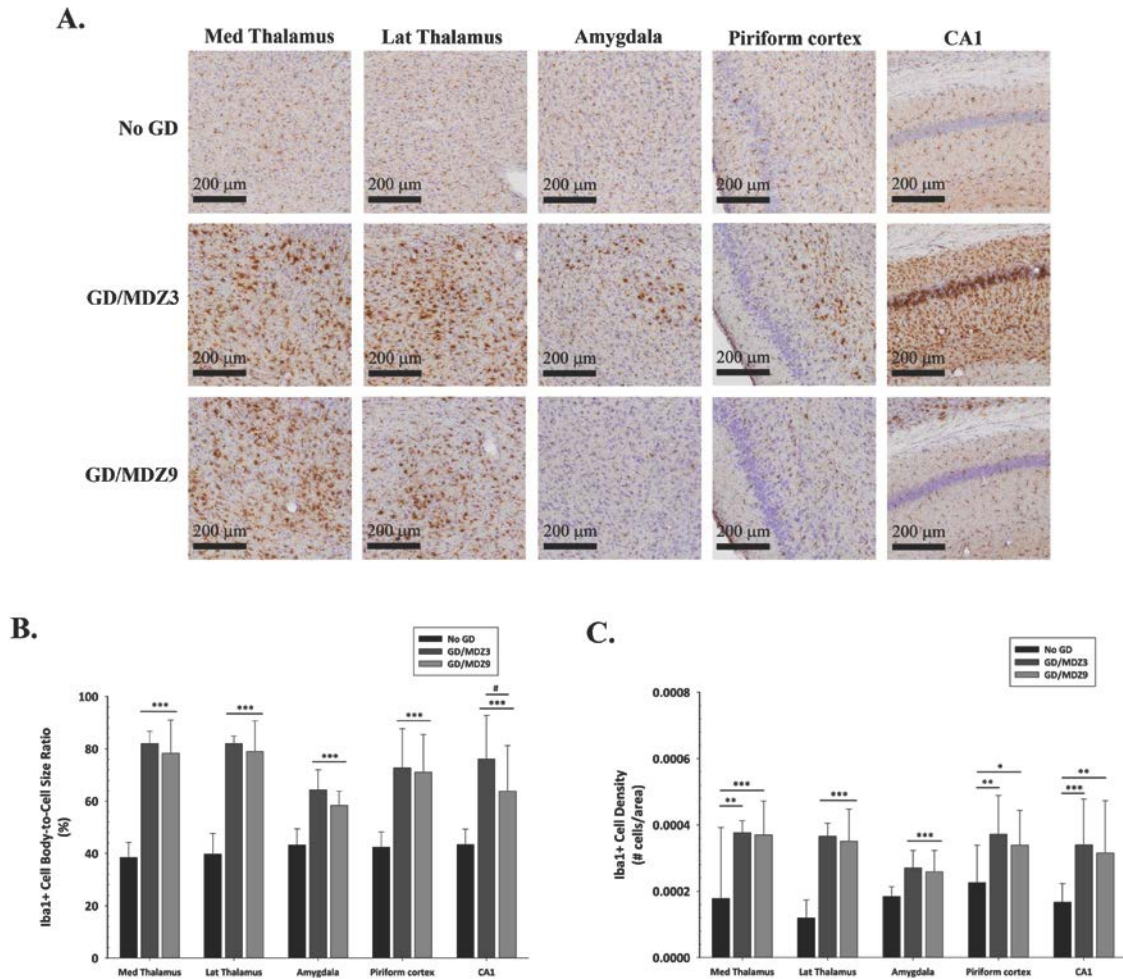 A.
Med Thalamus Lat Thalamus Amygdala Piriform cortex CA1
No GD
200 μm 200 μm 200 μm 200 μm 200 μm
GD/MDZ3
200 μm 200 μm 200 μm 200 μm 200 μm
GD/MDZ9
200 μm 200 μm 200 μm 200 μm 200 μm
B.
No GD
GD/MDZ3
GD/MDZ9
Iba1+ Cell Body-to-Cell Size Ratio
(%)
100
80
60
40
20
0
*** *** *** *** # ***
Med Thalamus Lat Thalamus Amygdala Piriform cortex CA1
C.
No GD
GD/MDZ3
GD/MDZ9
Iba1+ Cell Density
(# cells/area)
0.0008
0.0006
0.0004
0.0002
0.0000
*** ** *** *** * ** ** ***
Med Thalamus Lat Thalamus Amygdala Piriform cortex CA1